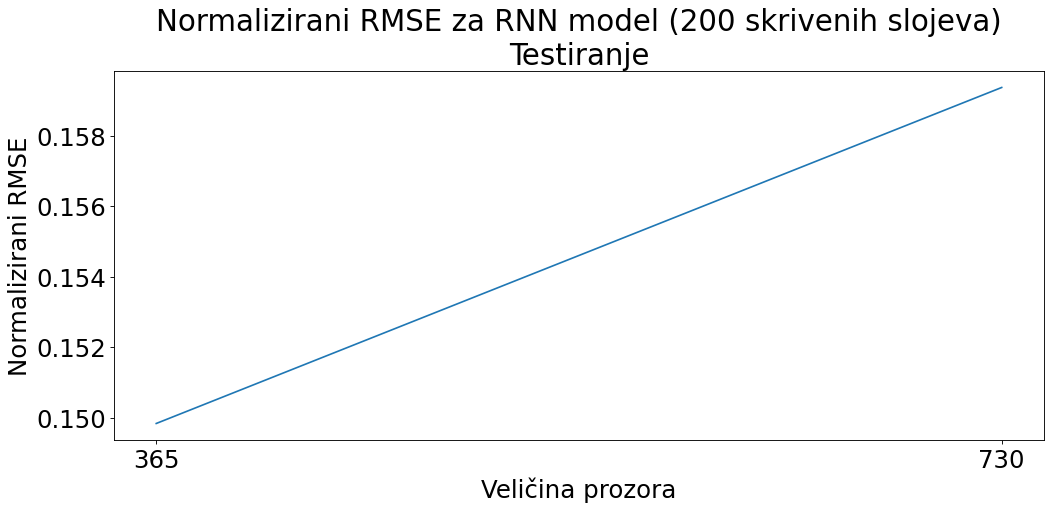 Normalizirani RMSE za RNN model (200 skrivenih slojeva)
Testiranje
Normalizirani RMSE
0.158
0.156
0.154
0.152
0.150
365
730
Veličina prozora